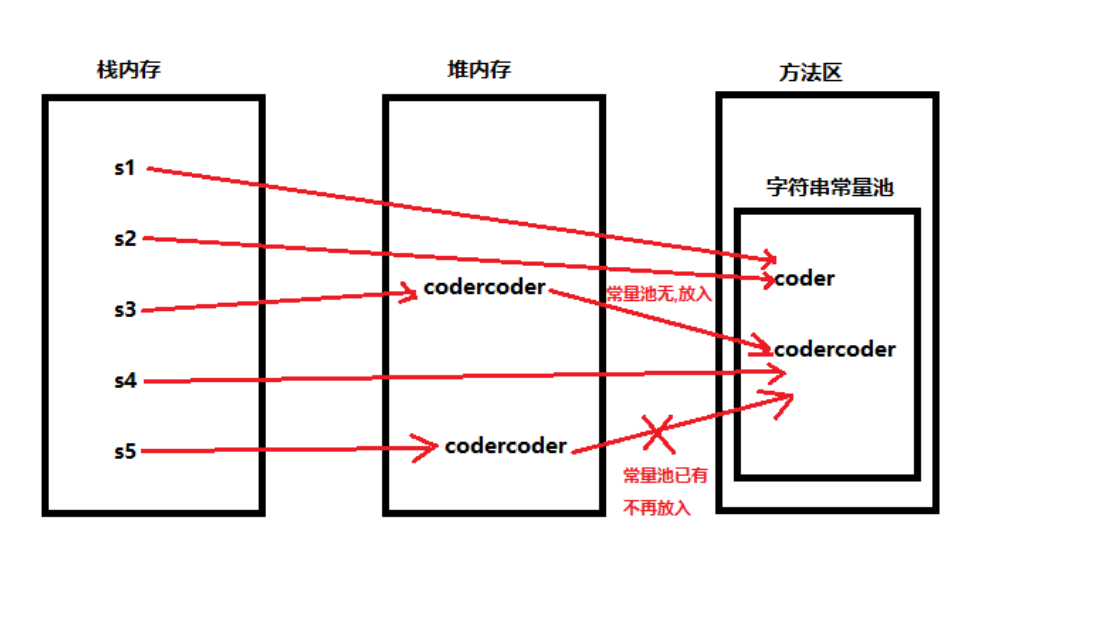 栈内存
堆内存
方法区
字符串常量池
s1
s2
coder
codercoder
常量池无,放入
s3
codercoder
s4
s5
codercoder
常量池已有
不再放入